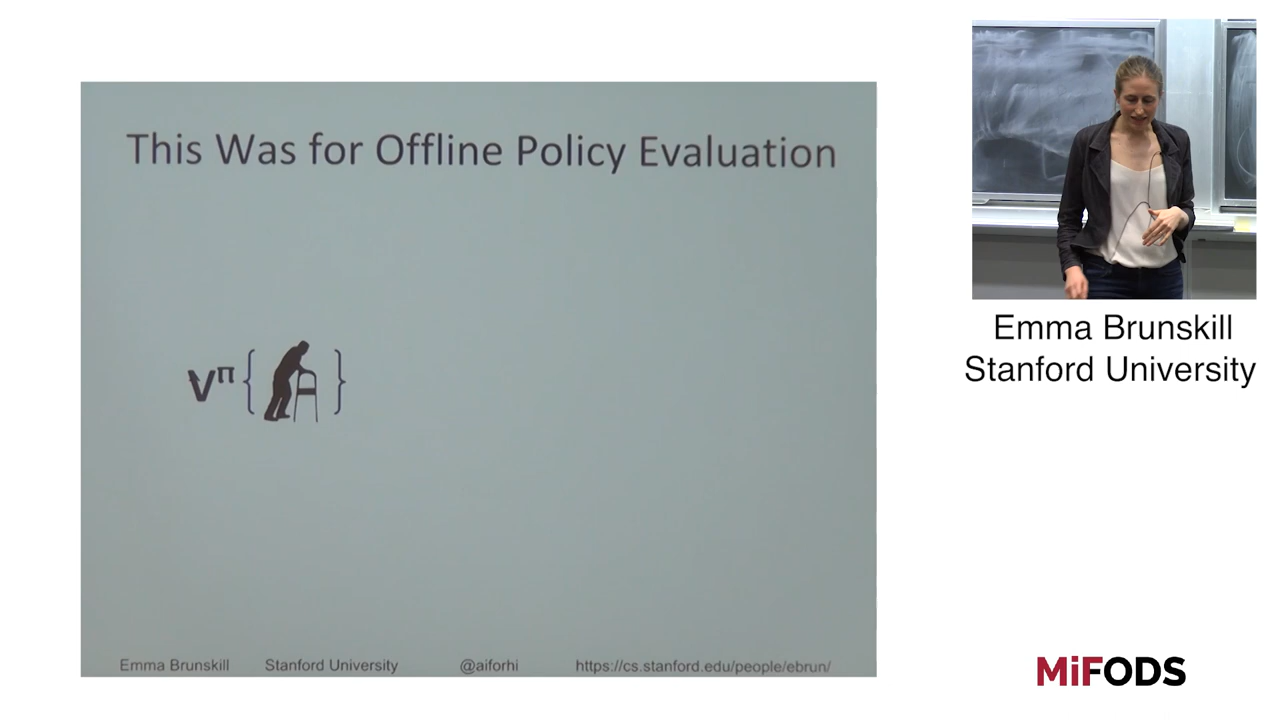 This Was for Offline Policy Evaluation
V^π { }
Emma Brunskill Stanford University @aiforhi https://cs.stanford.edu/people/ebrun/
Emma Brunskill
Stanford University
MiFODS